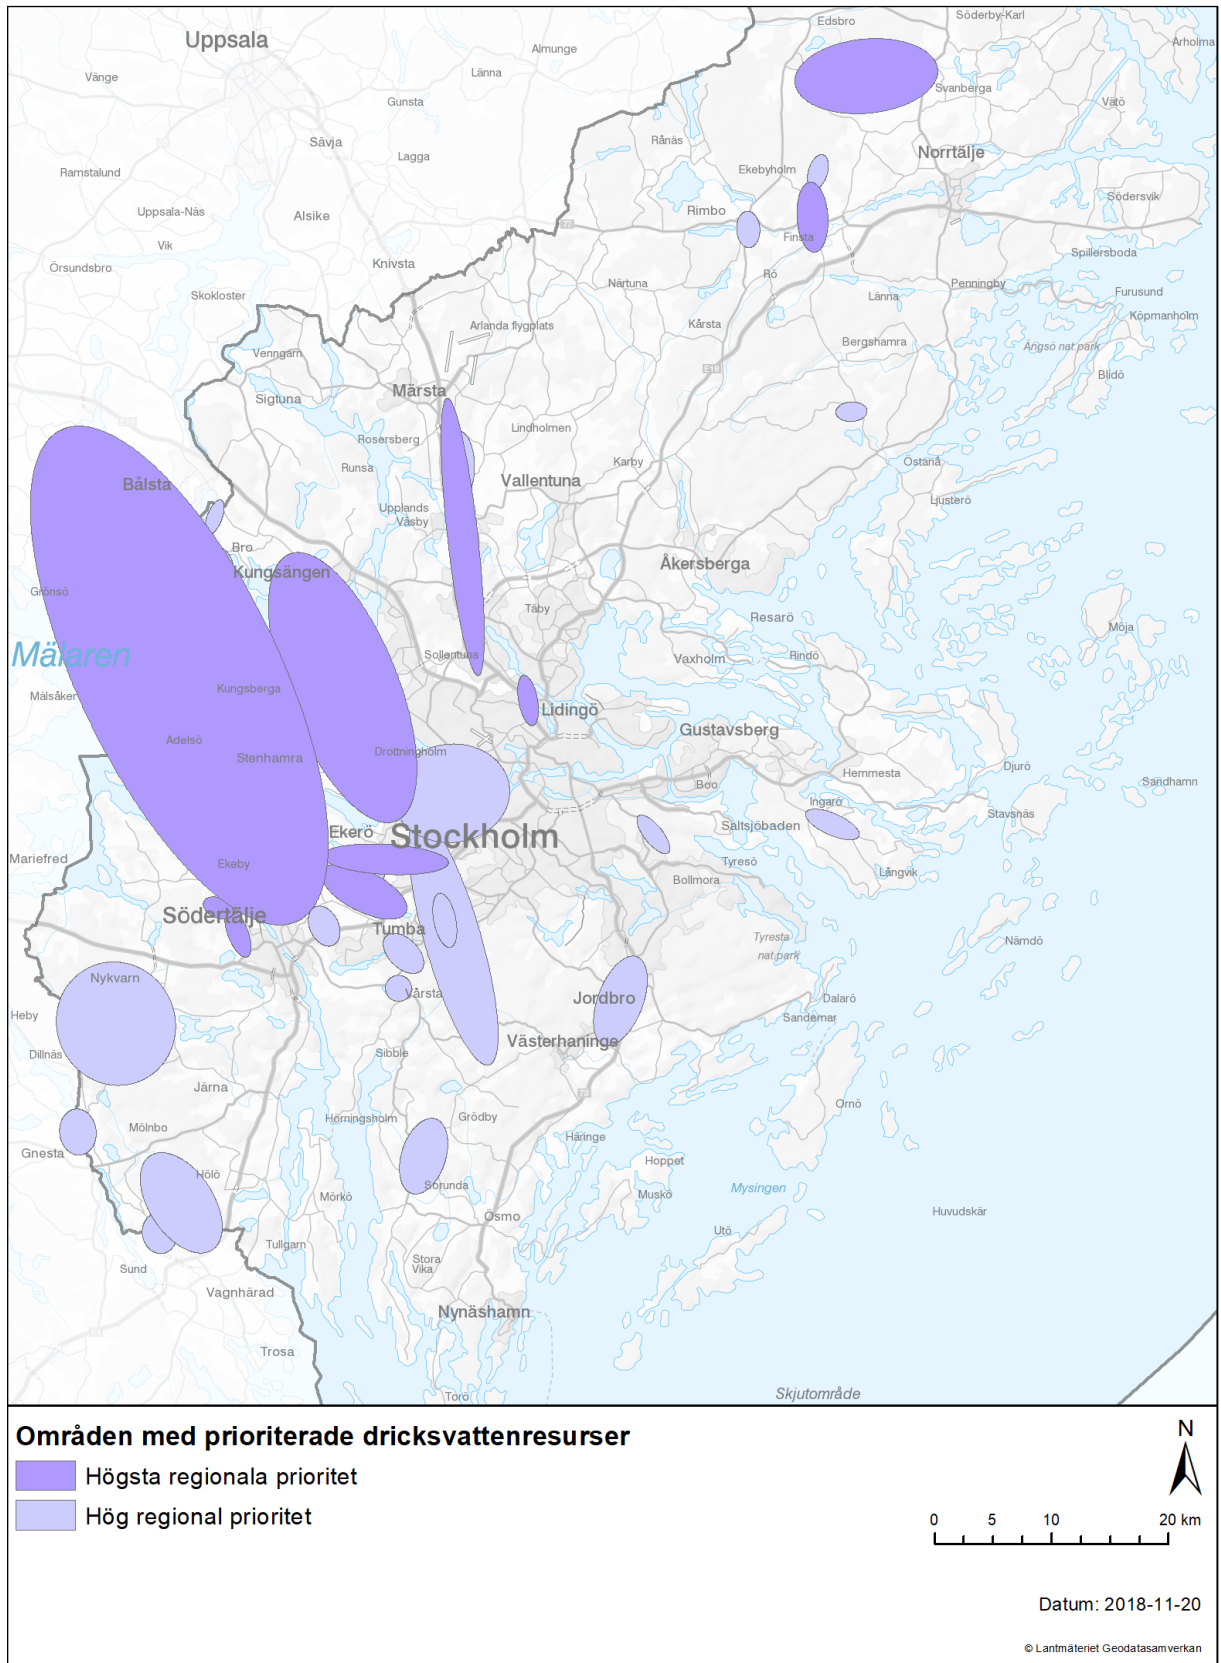 Edsbro
Söderby-Karl
Uppsala
Almunge
Arholma
Vänge
Länna
Svanberga
Gunsta
Vätö
Sävja
Rånäs
Norrtälje
Lagga
Ekebyholm
Ramstalund
Södersvik
Uppsala-Näs
Alsike
Rimbo
77
Finsta
Vik
Spillersboda
Örsundsbro
Knivsta
Rö
Närtuna
Penningby
Skokloster
Länna
Furusund
Köpmanholm
Arlanda flygplats
Kårsta
Bergshamra
Ängsö nat.park
Venngarn
E18
Blidö
Märsta
Sigtuna
E18
Lindholmen
Rosersberg
Karby
Östanå
Runsa
Vallentuna
Bålsta
Ljusterö
Upplands
Väsby
Bro
Åkersberga
Kungsängen
Grönsö
Täby
Resarö
Möja
Mälaren
Sollentuna
Vaxholm
Rindö
Kungsberga
Mälsåker
Lidingö
Adelsö
Gustavsberg
Stenhamra
Drottningholm
Hemmesta
Djurö
Boo
Sandhamn
Ingarö
Stavsnäs
Ekerö
Stockholm
Saltsjöbaden
Mariefred
Ekeby
Tyresö
Långvik
Bollmora
Södertälje
Tumba
Tyresta
nat.park
Nämdö
Nykvarn
Vårsta
Jordbro
Dalarö
Heby
Sandemar
Västerhaninge
Dillnäs
Sibble
Järna
73
Ornö
Hörningsholm
Grödby
Mölnbo
Häringe
Gnesta
Hoppet
Hölö
Sorunda
Mysingen
Mörkö
Muskö
Ösmo
Huvudskär
Utö
Tullgarn
Stora
Vika
Sund
Vagnhärad
Nynäshamn
Trosa
Torö
Skjutområde
Områden med prioriterade dricksvattenresurser
Högsta regionala prioritet
Hög regional prioritet
N
0 5 10 20 km
Datum: 2018-11-20
© Lantmäteriet Geodatasamverkan